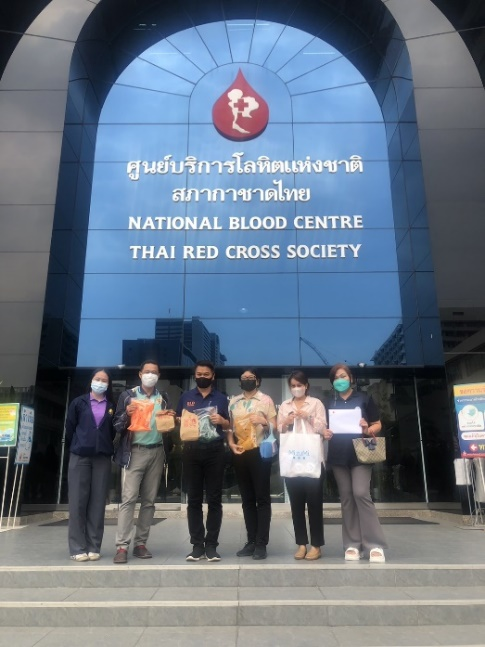 ศูนย์บริการโลหิตแห่งชาติ
สภากาชาดไทย
NATIONAL BLOOD CENTRE
THAI RED CROSS SOCIETY